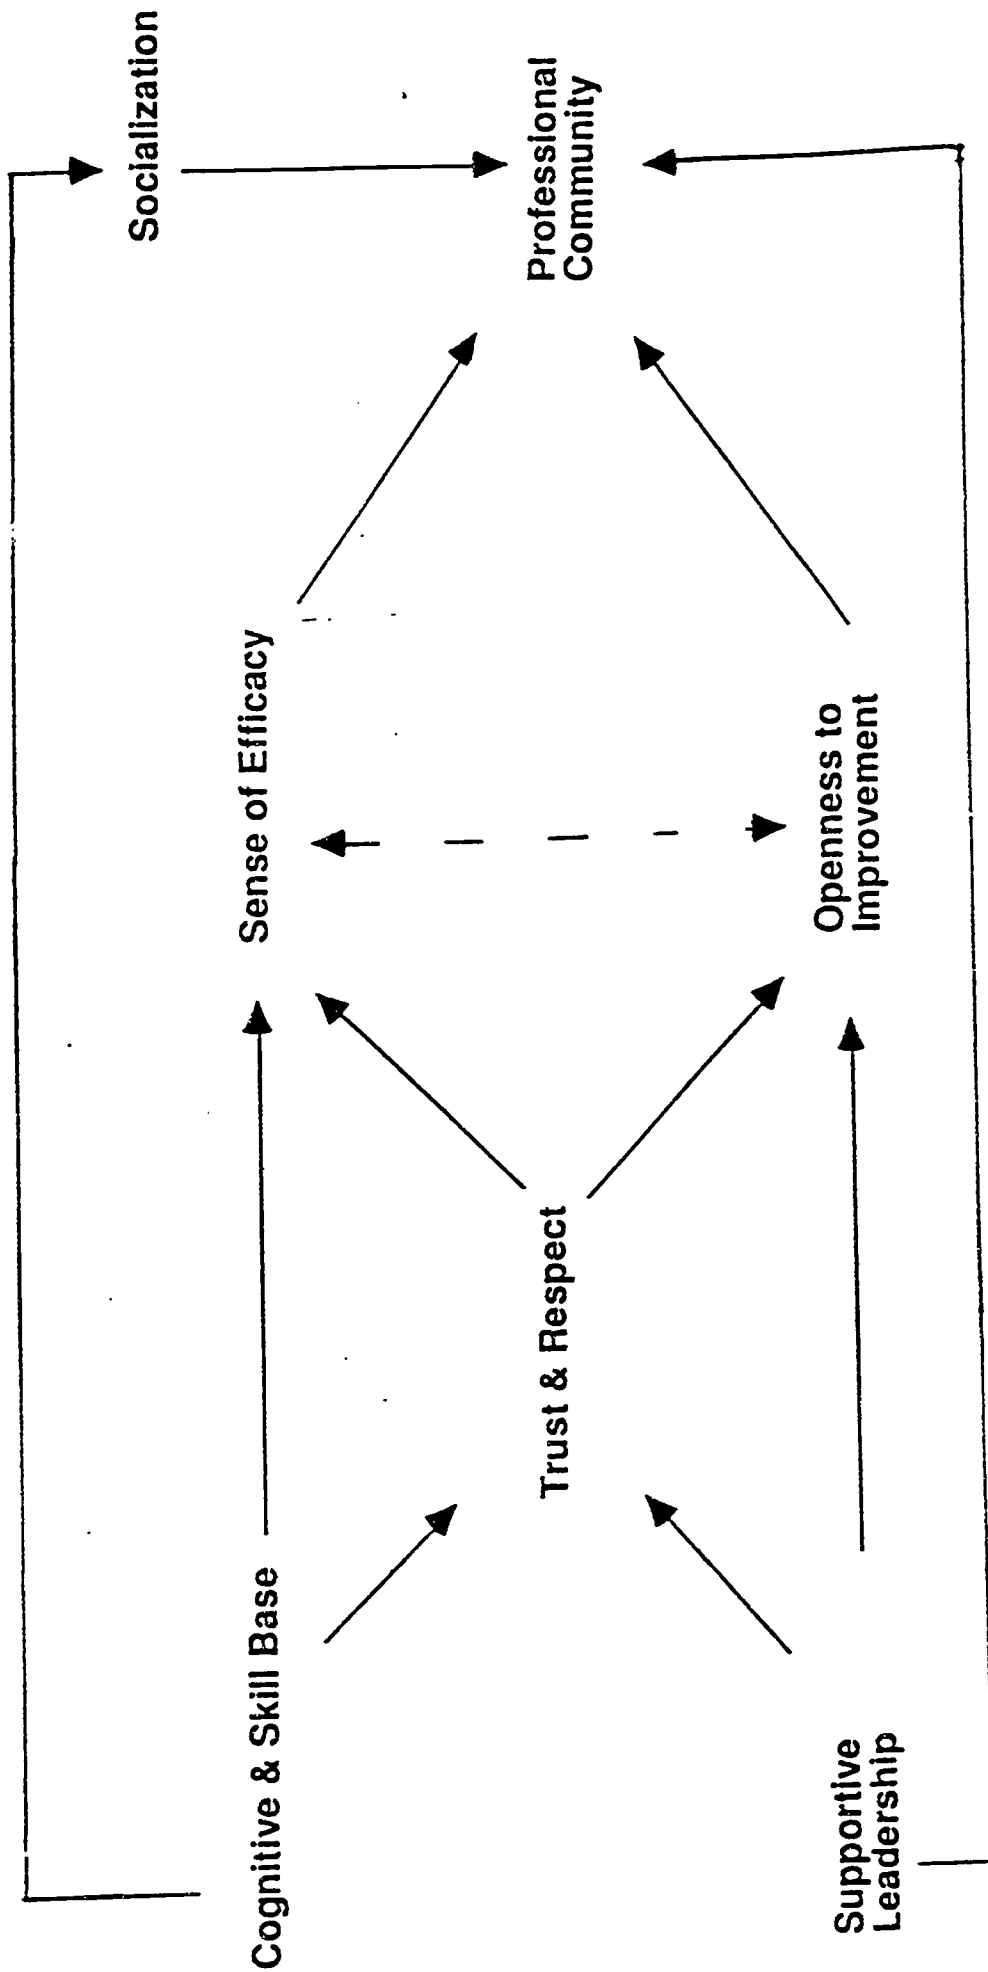 Cognitive & Skill Base
Supportive
Leadership
Trust & Respect
Sense of Efficacy
Openness to
Improvement
Socialization
Professional
Community